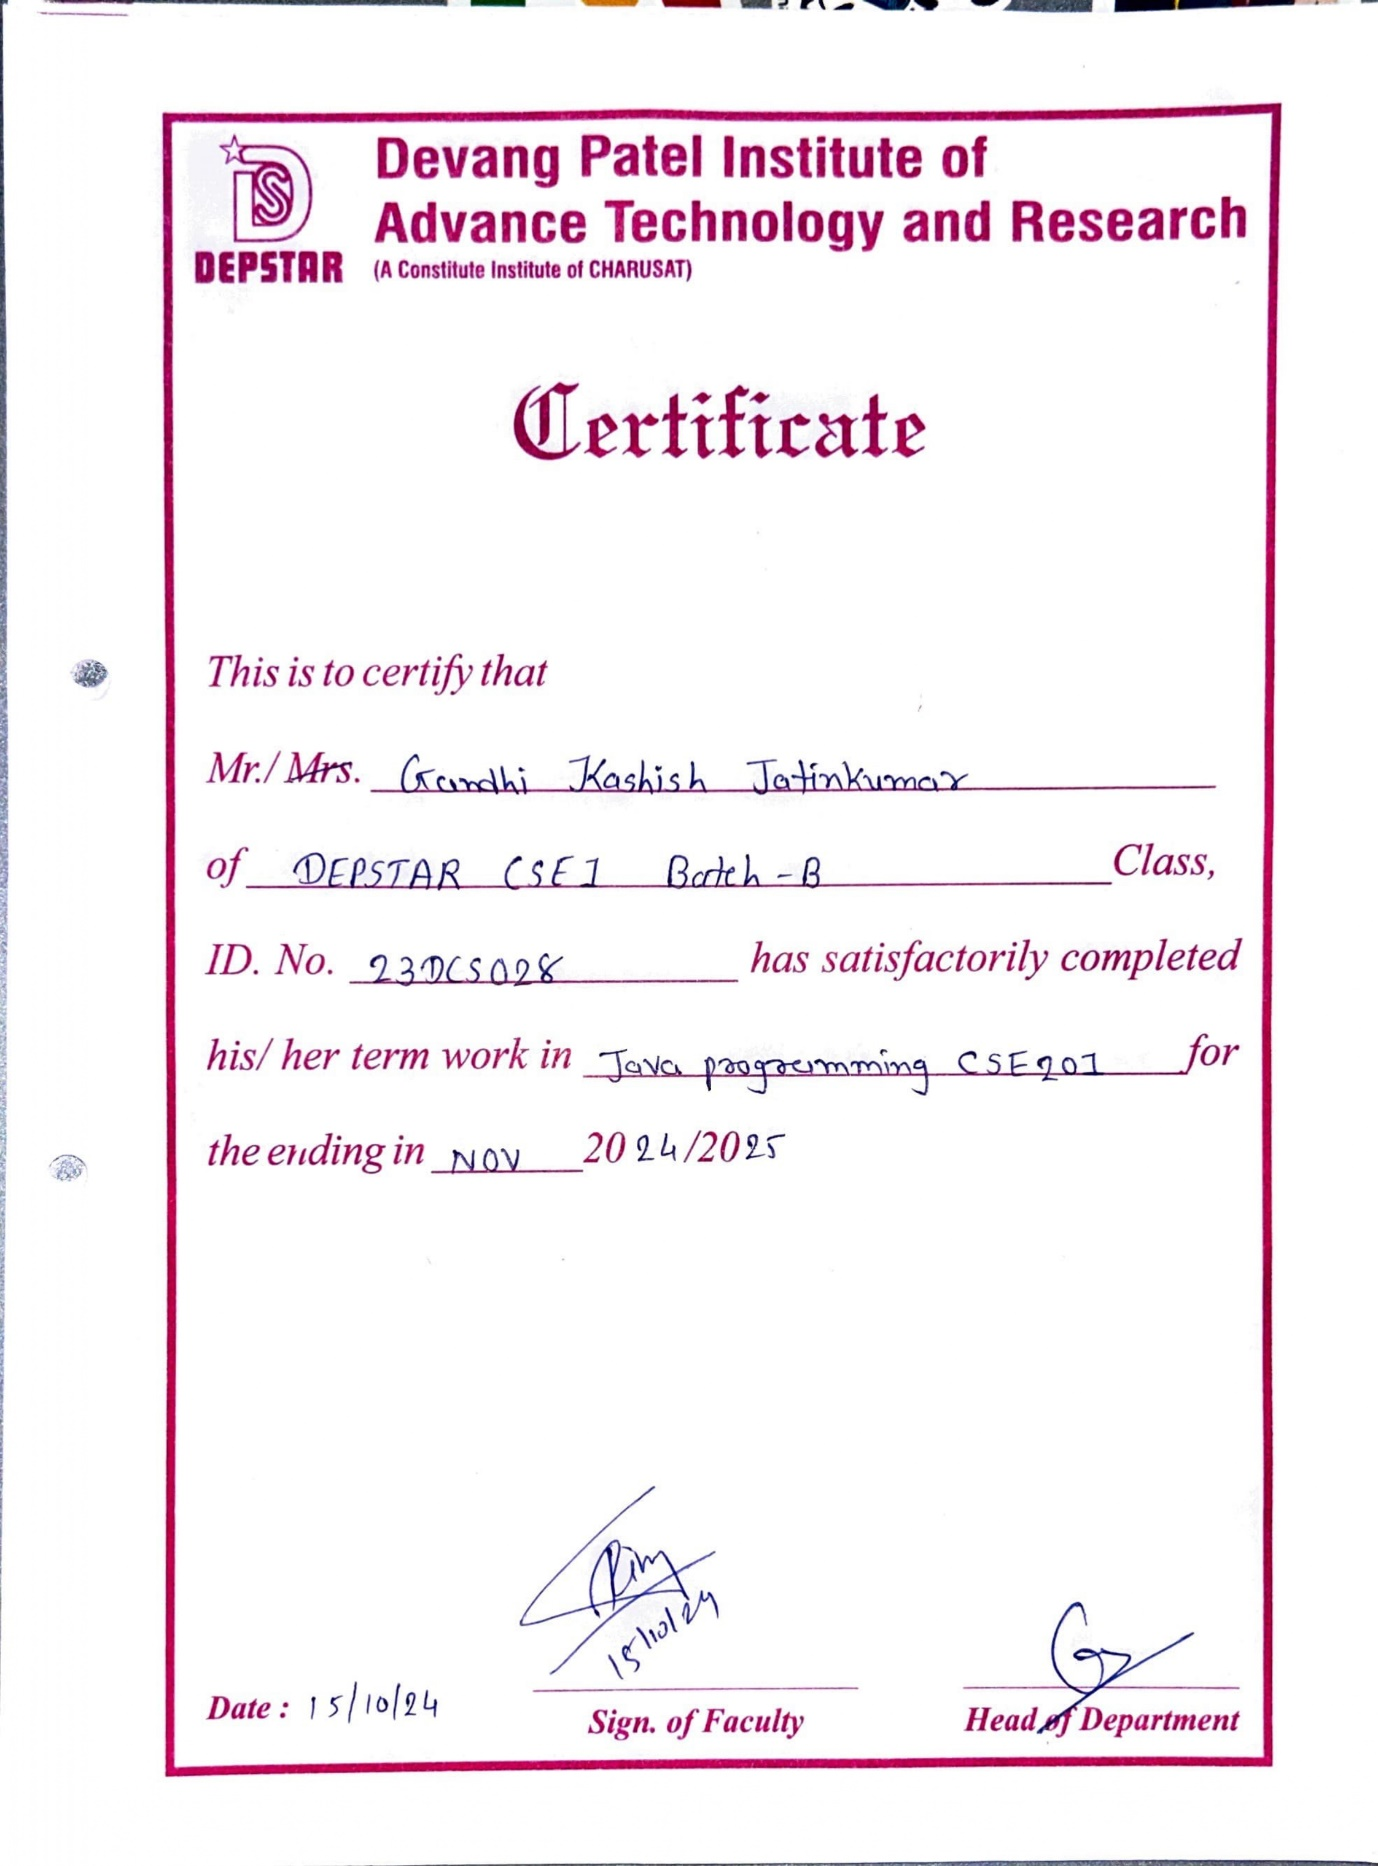 Devang Patel Institute of
Advance Technology and Research
DEPSTAR
(A Constitute Institute of CHARUSAT)
Certificate
This is to certify that
Mr./ Mrs. Gandhi Kashish Jatinkumar
of DEPSTAR CSE1 Batch - B Class,
ID. No. 23DCS028 has satisfactorily completed
his/ her term work in Java programming CSE201 for
the ending in NOV 2024/2025
15/10/24
Date : 15/10/24
Sign. of Faculty
Head of Department